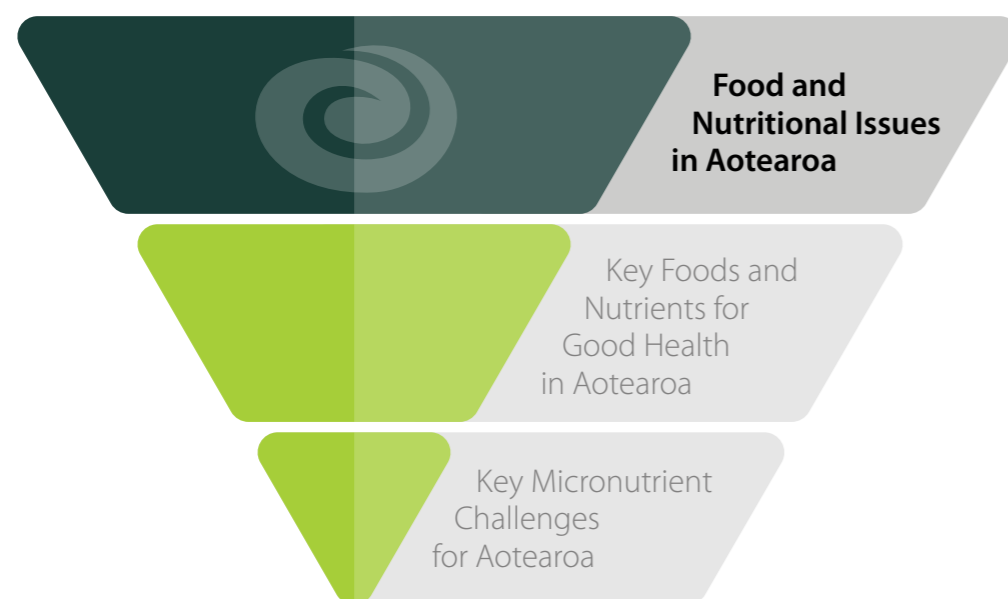 Food and
Nutritional Issues
in Aotearoa
Key Foods and
Nutrients for
Good Health
in Aotearoa
Key Micronutrient
Challenges
for Aotearoa